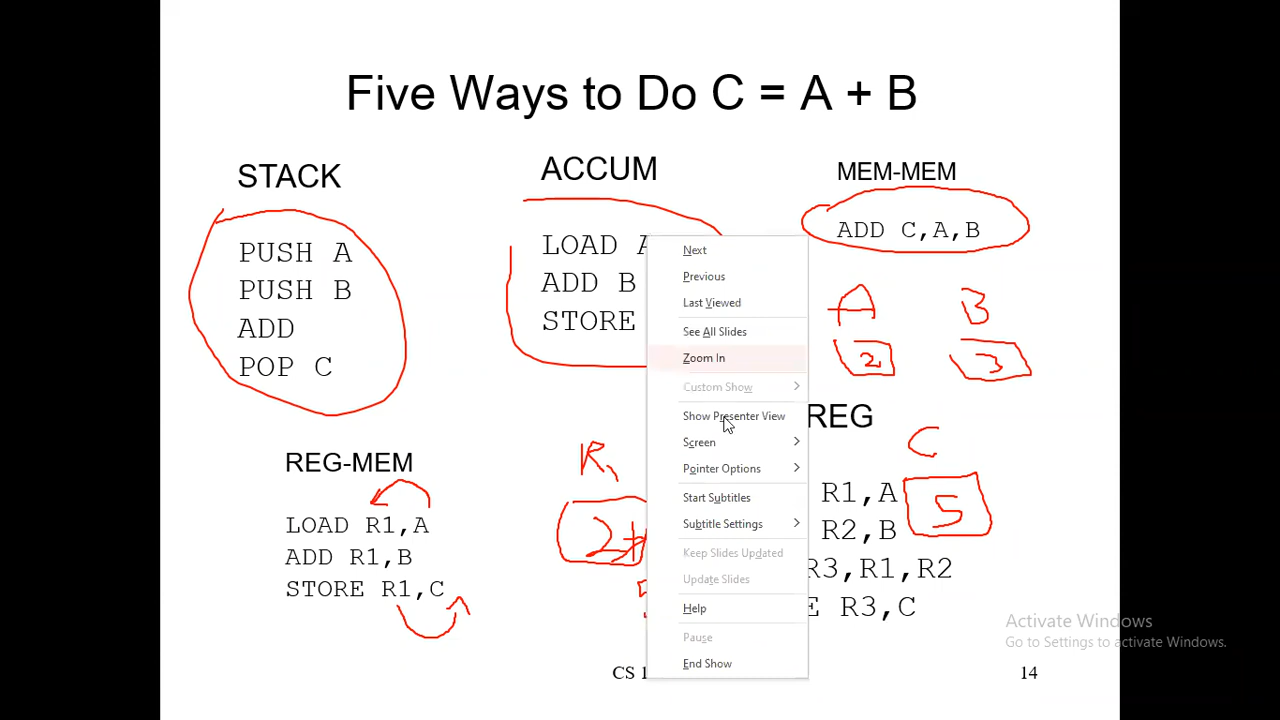 Five Ways to Do C = A + B
STACK
PUSH A
PUSH B
ADD
POP C
ACCUM
LOAD A
ADD B
STORE
MEM-MEM
ADD C,A,B
A B
2 3
REG-MEM
LOAD R1,A
ADD R1,B
STORE R1,C
R1
2+
REG
C
5
R1,A
R2,B
R3,R1,R2
R3,C
Next
Previous
Last Viewed
See All Slides
Zoom In
Custom Show
Show Presenter View
Screen
Pointer Options
Start Subtitles
Subtitle Settings
Keep Slides Updated
Update Slides
Help
Pause
End Show
Activate Windows
Go to Settings to activate Windows.
CS 1
14